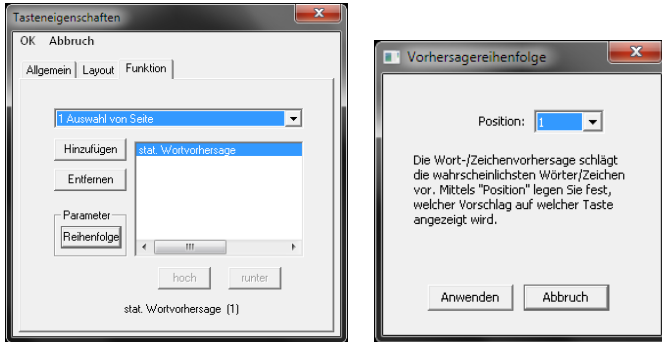 Tasteneigenschaften
OK Abbruch
Allgemein Layout Funktion
1 Auswahl von Seite
Hinzufügen
stat. Wortvorhersage
Entfernen
Parameter
Reihenfolge
hoch runter
stat. Wortvorhersage (1)
Vorhersagereihenfolge
Position: 1
Die Wort-/Zeichenvorhersage schlägt
die wahrscheinlichsten Wörter/Zeichen
vor. Mittels "Position" legen Sie fest,
welcher Vorschlag auf welcher Taste
angezeigt wird.
Anwenden Abbruch